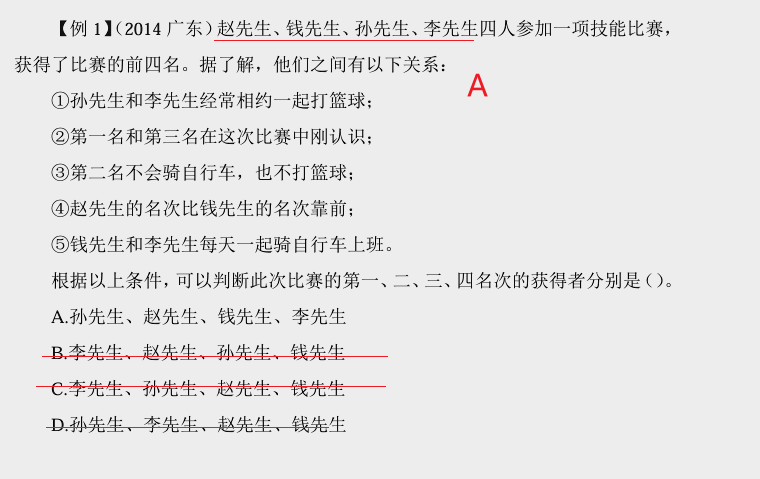 【例 1】（2014 广东）赵先生、钱先生、孙先生、李先生四人参加一项技能比赛，
获得了比赛的前四名。据了解，他们之间有以下关系：
A
①孙先生和李先生经常相约一起打篮球；
②第一名和第三名在这次比赛中刚认识；
③第二名不会骑自行车，也不打篮球；
④赵先生的名次比钱先生的名次靠前；
⑤钱先生和李先生每天一起骑自行车上班。
根据以上条件，可以判断此次比赛的第一、二、三、四名次的获得者分别是（）。
A.孙先生、赵先生、钱先生、李先生
B.李先生、赵先生、孙先生、钱先生
C.李先生、孙先生、赵先生、钱先生
D.孙先生、李先生、赵先生、钱先生